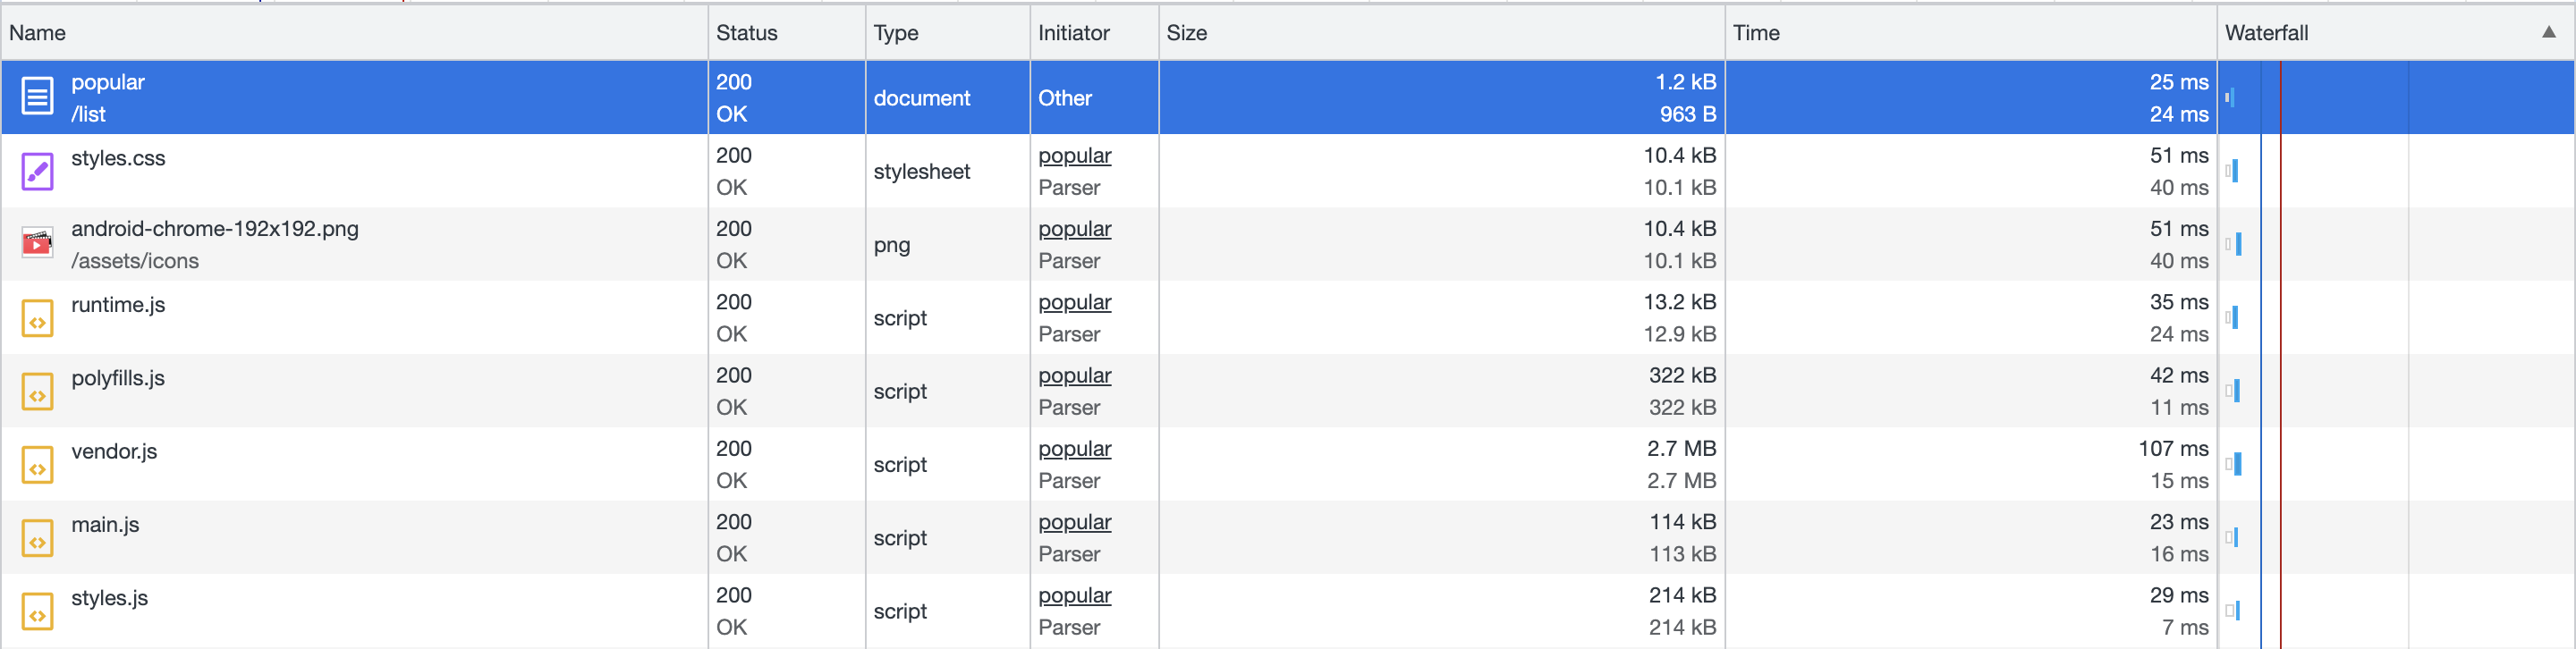 Name Status Type Initiator Size Time Waterfall
popular 200 document Other 1.2 kB 25 ms
/list OK 963 B 24 ms
styles.css 200 stylesheet popular 10.4 kB 51 ms
OK Parser 10.1 kB 40 ms
android-chrome-192x192.png 200 png popular 10.4 kB 51 ms
/assets/icons OK Parser 10.1 kB 40 ms
runtime.js 200 script popular 13.2 kB 35 ms
OK Parser 12.9 kB 24 ms
polyfills.js 200 script popular 322 kB 42 ms
OK Parser 322 kB 11 ms
vendor.js 200 script popular 2.7 MB 107 ms
OK Parser 2.7 MB 15 ms
main.js 200 script popular 114 kB 23 ms
OK Parser 113 kB 16 ms
styles.js 200 script popular 214 kB 29 ms
OK Parser 214 kB 7 ms